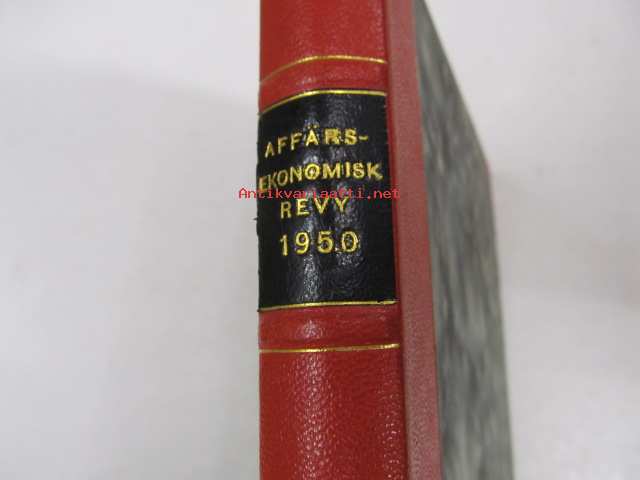 AFFÄRS-
EKONOMISK
Antikvariaatti.net
REVY
1950